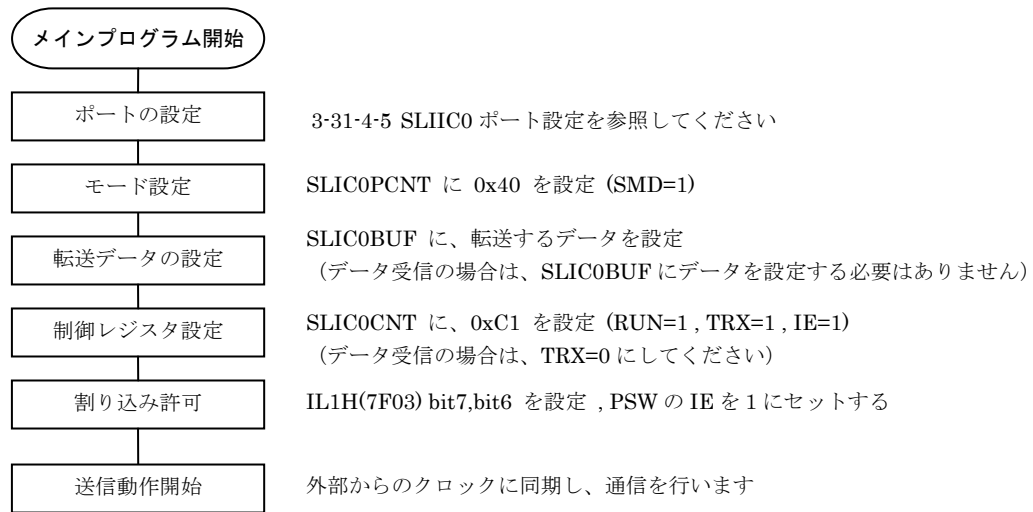 メインプログラム開始
ポートの設定
3-31-4-5 SLIIC0 ポート設定を参照してください
モード設定
SLIC0PCNT に 0x40 を設定 (SMD=1)
転送データの設定
SLIC0BUF に、転送するデータを設定
（データ受信の場合は、SLIC0BUF にデータを設定する必要はありません）
制御レジスタ設定
SLIC0CNT に、0xC1 を設定 (RUN=1 , TRX=1 , IE=1)
（データ受信の場合は、TRX=0 にしてください）
割り込み許可
IL1H(7F03) bit7,bit6 を設定 , PSW の IE を 1 にセットする
送信動作開始
外部からのクロックに同期し、通信を行います